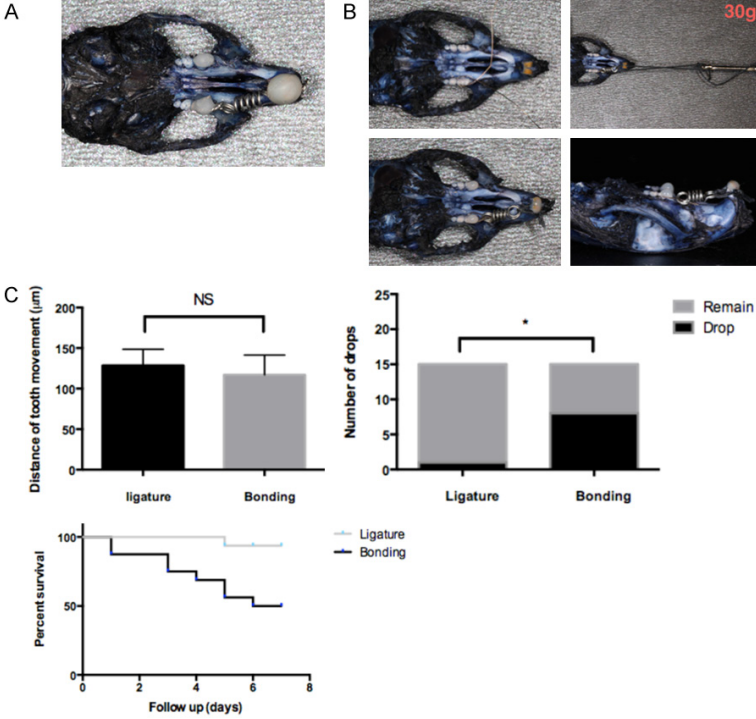 A
B
30g
C
Distance of tooth movement (μm)
200
150
100
50
0
NS
ligature
Bonding
Number of drops
25
20
15
10
5
0
*
Ligature
Bonding
Remain
Drop
Percent survival
100
50
0
0
2
4
6
8
Follow up (days)
Ligature
Bonding